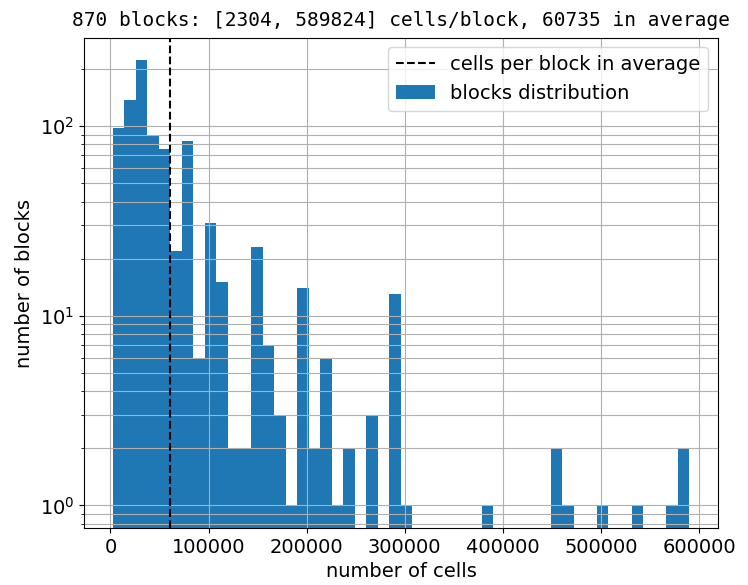 870 blocks: [2304, 589824] cells/block, 60735 in average
cells per block in average
blocks distribution
number of blocks
10²
10¹
10⁰
0 100000 200000 300000 400000 500000 600000
number of cells